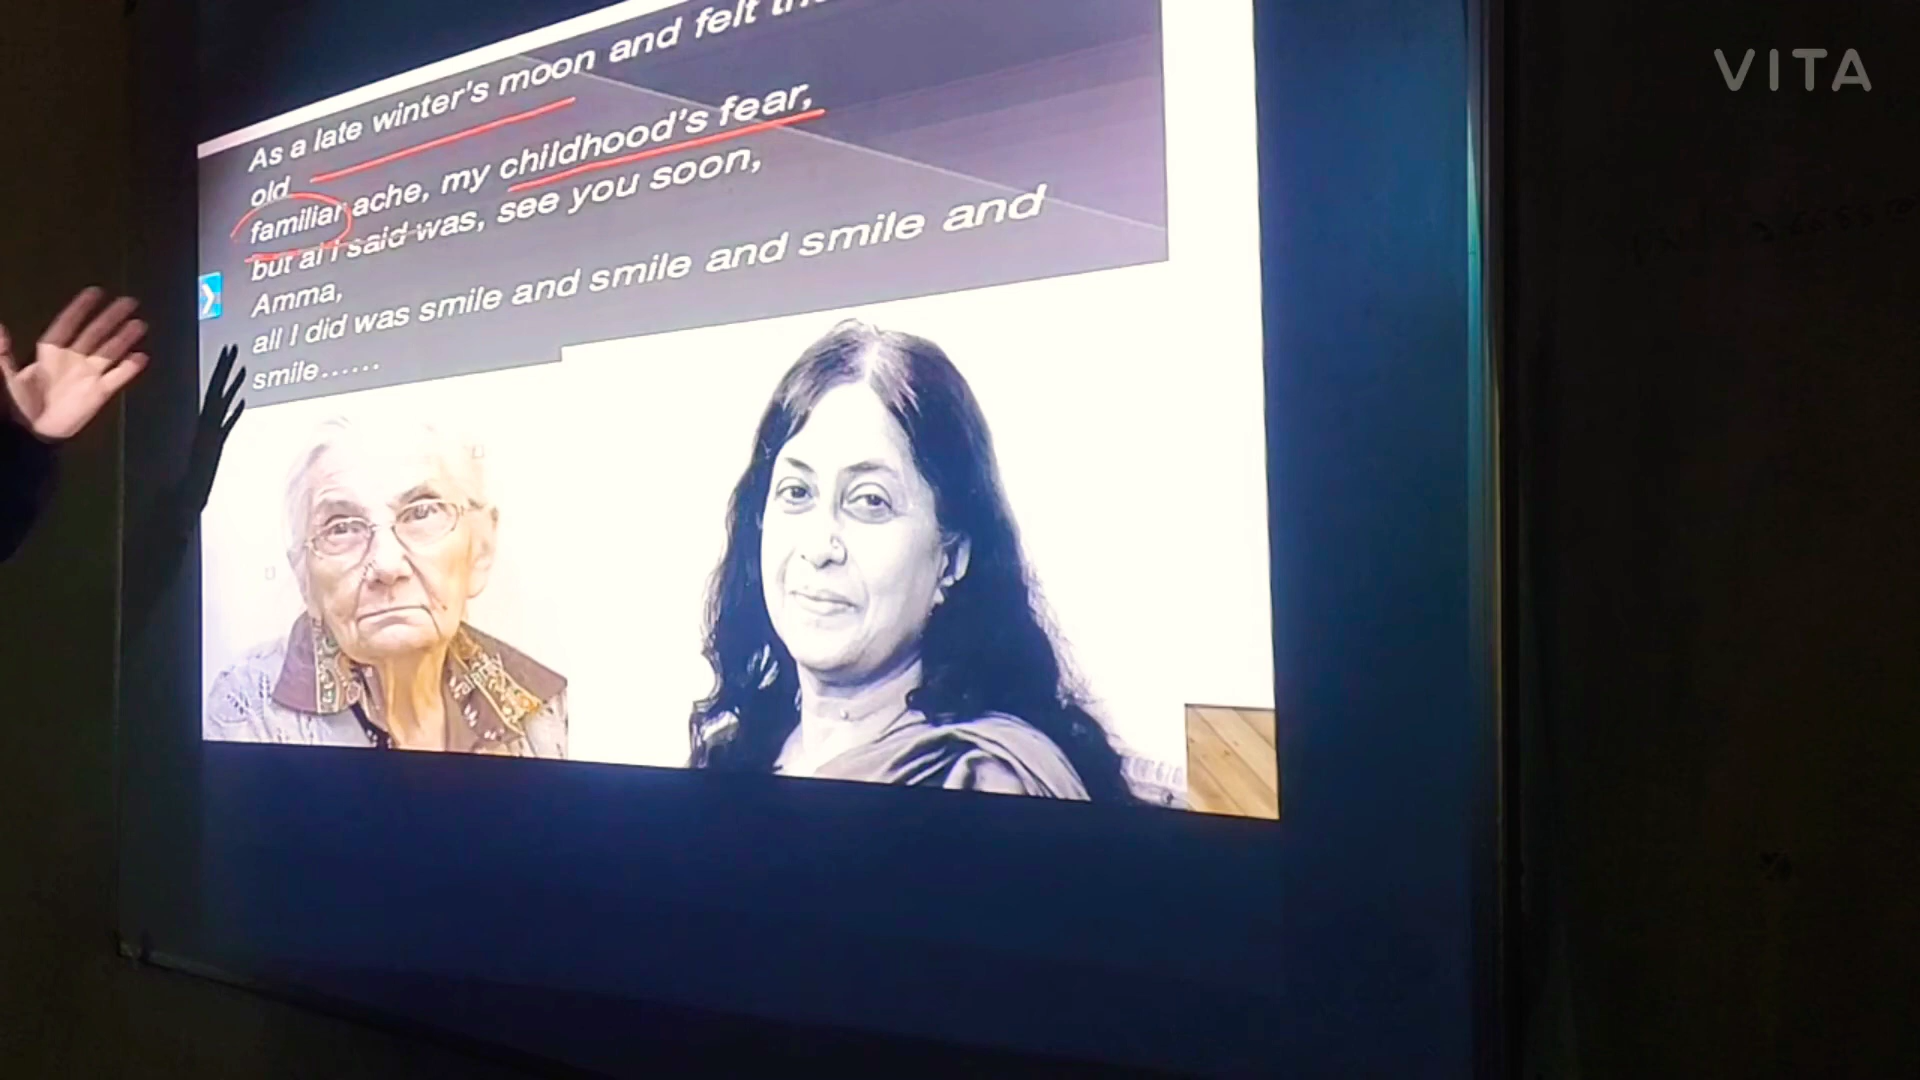 VITA
As a late winter's moon and felt
old
familiar ache, my childhood's fear,
but al I said was, see you soon,
Amma,
all I did was smile and smile and smile and
smile......